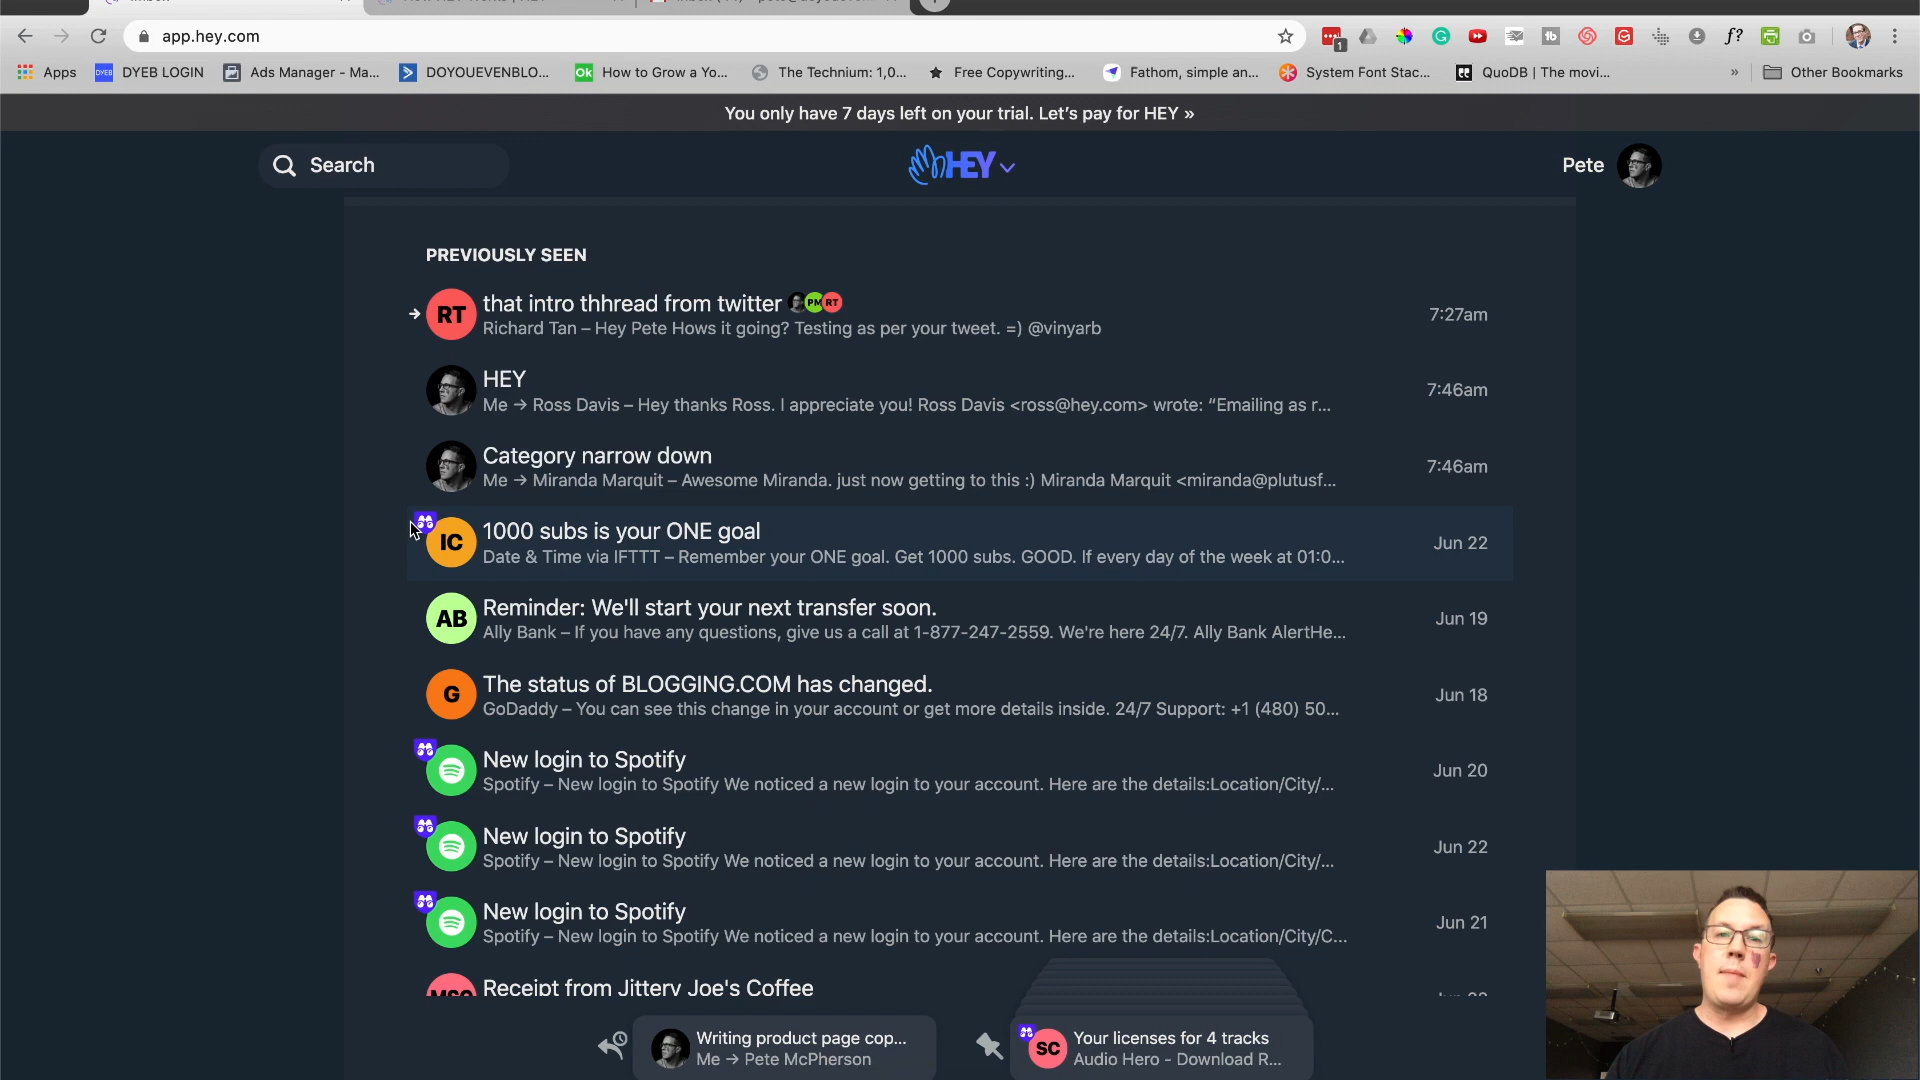 app.hey.com
1
f?
Apps
DYEB
DYEB LOGIN
Ads Manager - Ma...
DOYOUEVENBLO...
Ok
How to Grow a Yo...
The Technium: 1,0...
Free Copywriting...
Fathom, simple an...
System Font Stac...
QuoDB | The movi...
»
Other Bookmarks
You only have 7 days left on your trial. Let's pay for HEY »
Search
HEY
Pete
PREVIOUSLY SEEN
RT
that intro thhread from twitter
PM
RT
Richard Tan – Hey Pete Hows it going? Testing as per your tweet. =) @vinyarb
7:27am
HEY
Me → Ross Davis – Hey thanks Ross. I appreciate you! Ross Davis <ross@hey.com> wrote: “Emailing as r...
7:46am
Category narrow down
Me → Miranda Marquit – Awesome Miranda. just now getting to this :) Miranda Marquit <miranda@plutusf...
7:46am
IC
1000 subs is your ONE goal
Date & Time via IFTTT – Remember your ONE goal. Get 1000 subs. GOOD. If every day of the week at 01:0...
Jun 22
AB
Reminder: We'll start your next transfer soon.
Ally Bank – If you have any questions, give us a call at 1-877-247-2559. We're here 24/7. Ally Bank AlertHe...
Jun 19
G
The status of BLOGGING.COM has changed.
GoDaddy – You can see this change in your account or get more details inside. 24/7 Support: +1 (480) 50...
Jun 18
New login to Spotify
Spotify – New login to Spotify We noticed a new login to your account. Here are the details:Location/City/...
Jun 20
New login to Spotify
Spotify – New login to Spotify We noticed a new login to your account. Here are the details:Location/City/...
Jun 22
New login to Spotify
Spotify – New login to Spotify We noticed a new login to your account. Here are the details:Location/City/C...
Jun 21
Receipt from Jittery Joe's Coffee
Writing product page cop...
Me → Pete McPherson
SC
Your licenses for 4 tracks
Audio Hero - Download R...